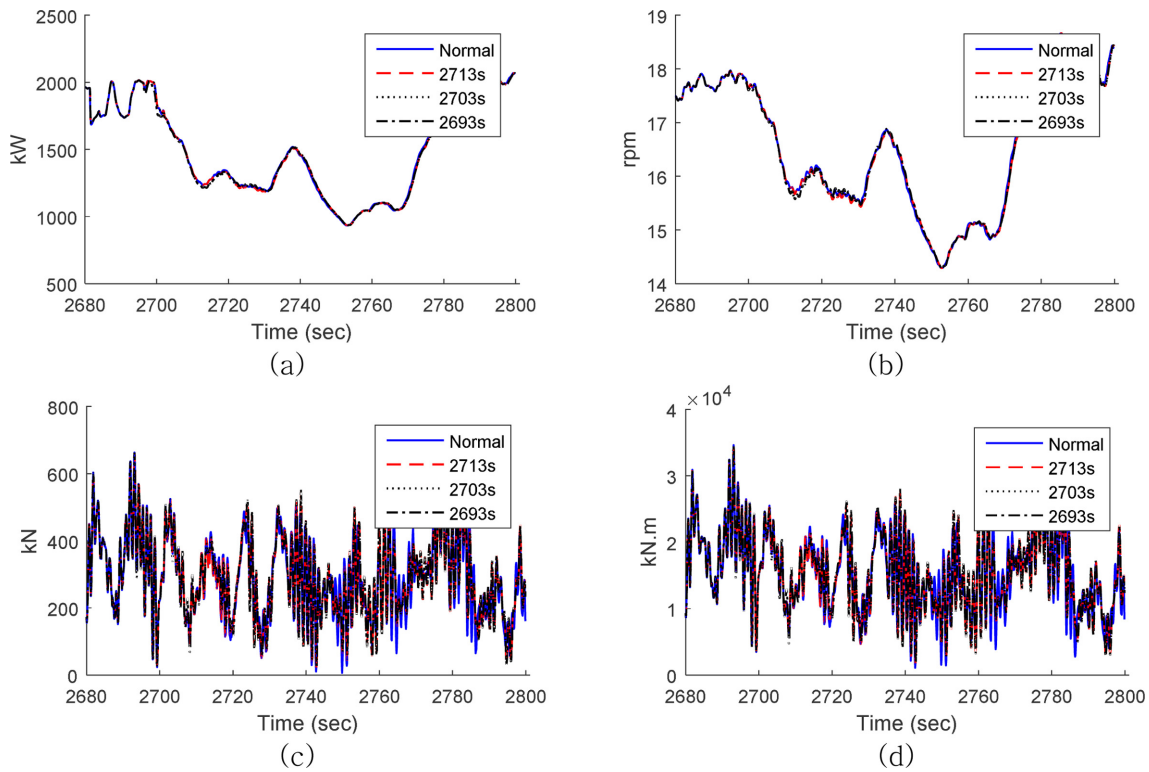 2500
2000
1500
1000
500
kW
2680 2700 2720 2740 2760 2780 2800
Time (sec)
Normal
2713s
2703s
2693s
(a)
19
18
17
16
15
14
rpm
2680 2700 2720 2740 2760 2780 2800
Time (sec)
Normal
2713s
2703s
2693s
(b)
800
600
400
200
0
kN
2680 2700 2720 2740 2760 2780 2800
Time (sec)
Normal
2713s
2703s
2693s
(c)
×10⁴
4
3
2
1
0
kN.m
2680 2700 2720 2740 2760 2780 2800
Time (sec)
Normal
2713s
2703s
2693s
(d)